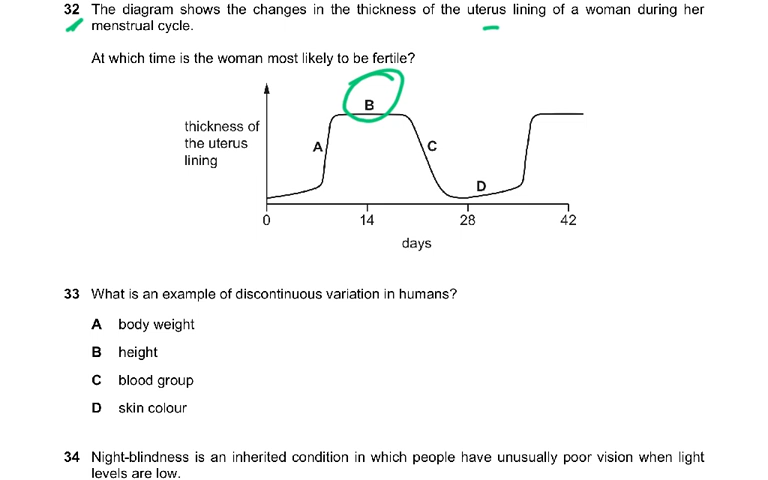 32 The diagram shows the changes in the thickness of the uterus lining of a woman during her
menstrual cycle.
At which time is the woman most likely to be fertile?
B
thickness of
the uterus
lining
A
C
D
0 14 28 42
days
33 What is an example of discontinuous variation in humans?
A body weight
B height
C blood group
D skin colour
34 Night-blindness is an inherited condition in which people have unusually poor vision when light
levels are low.